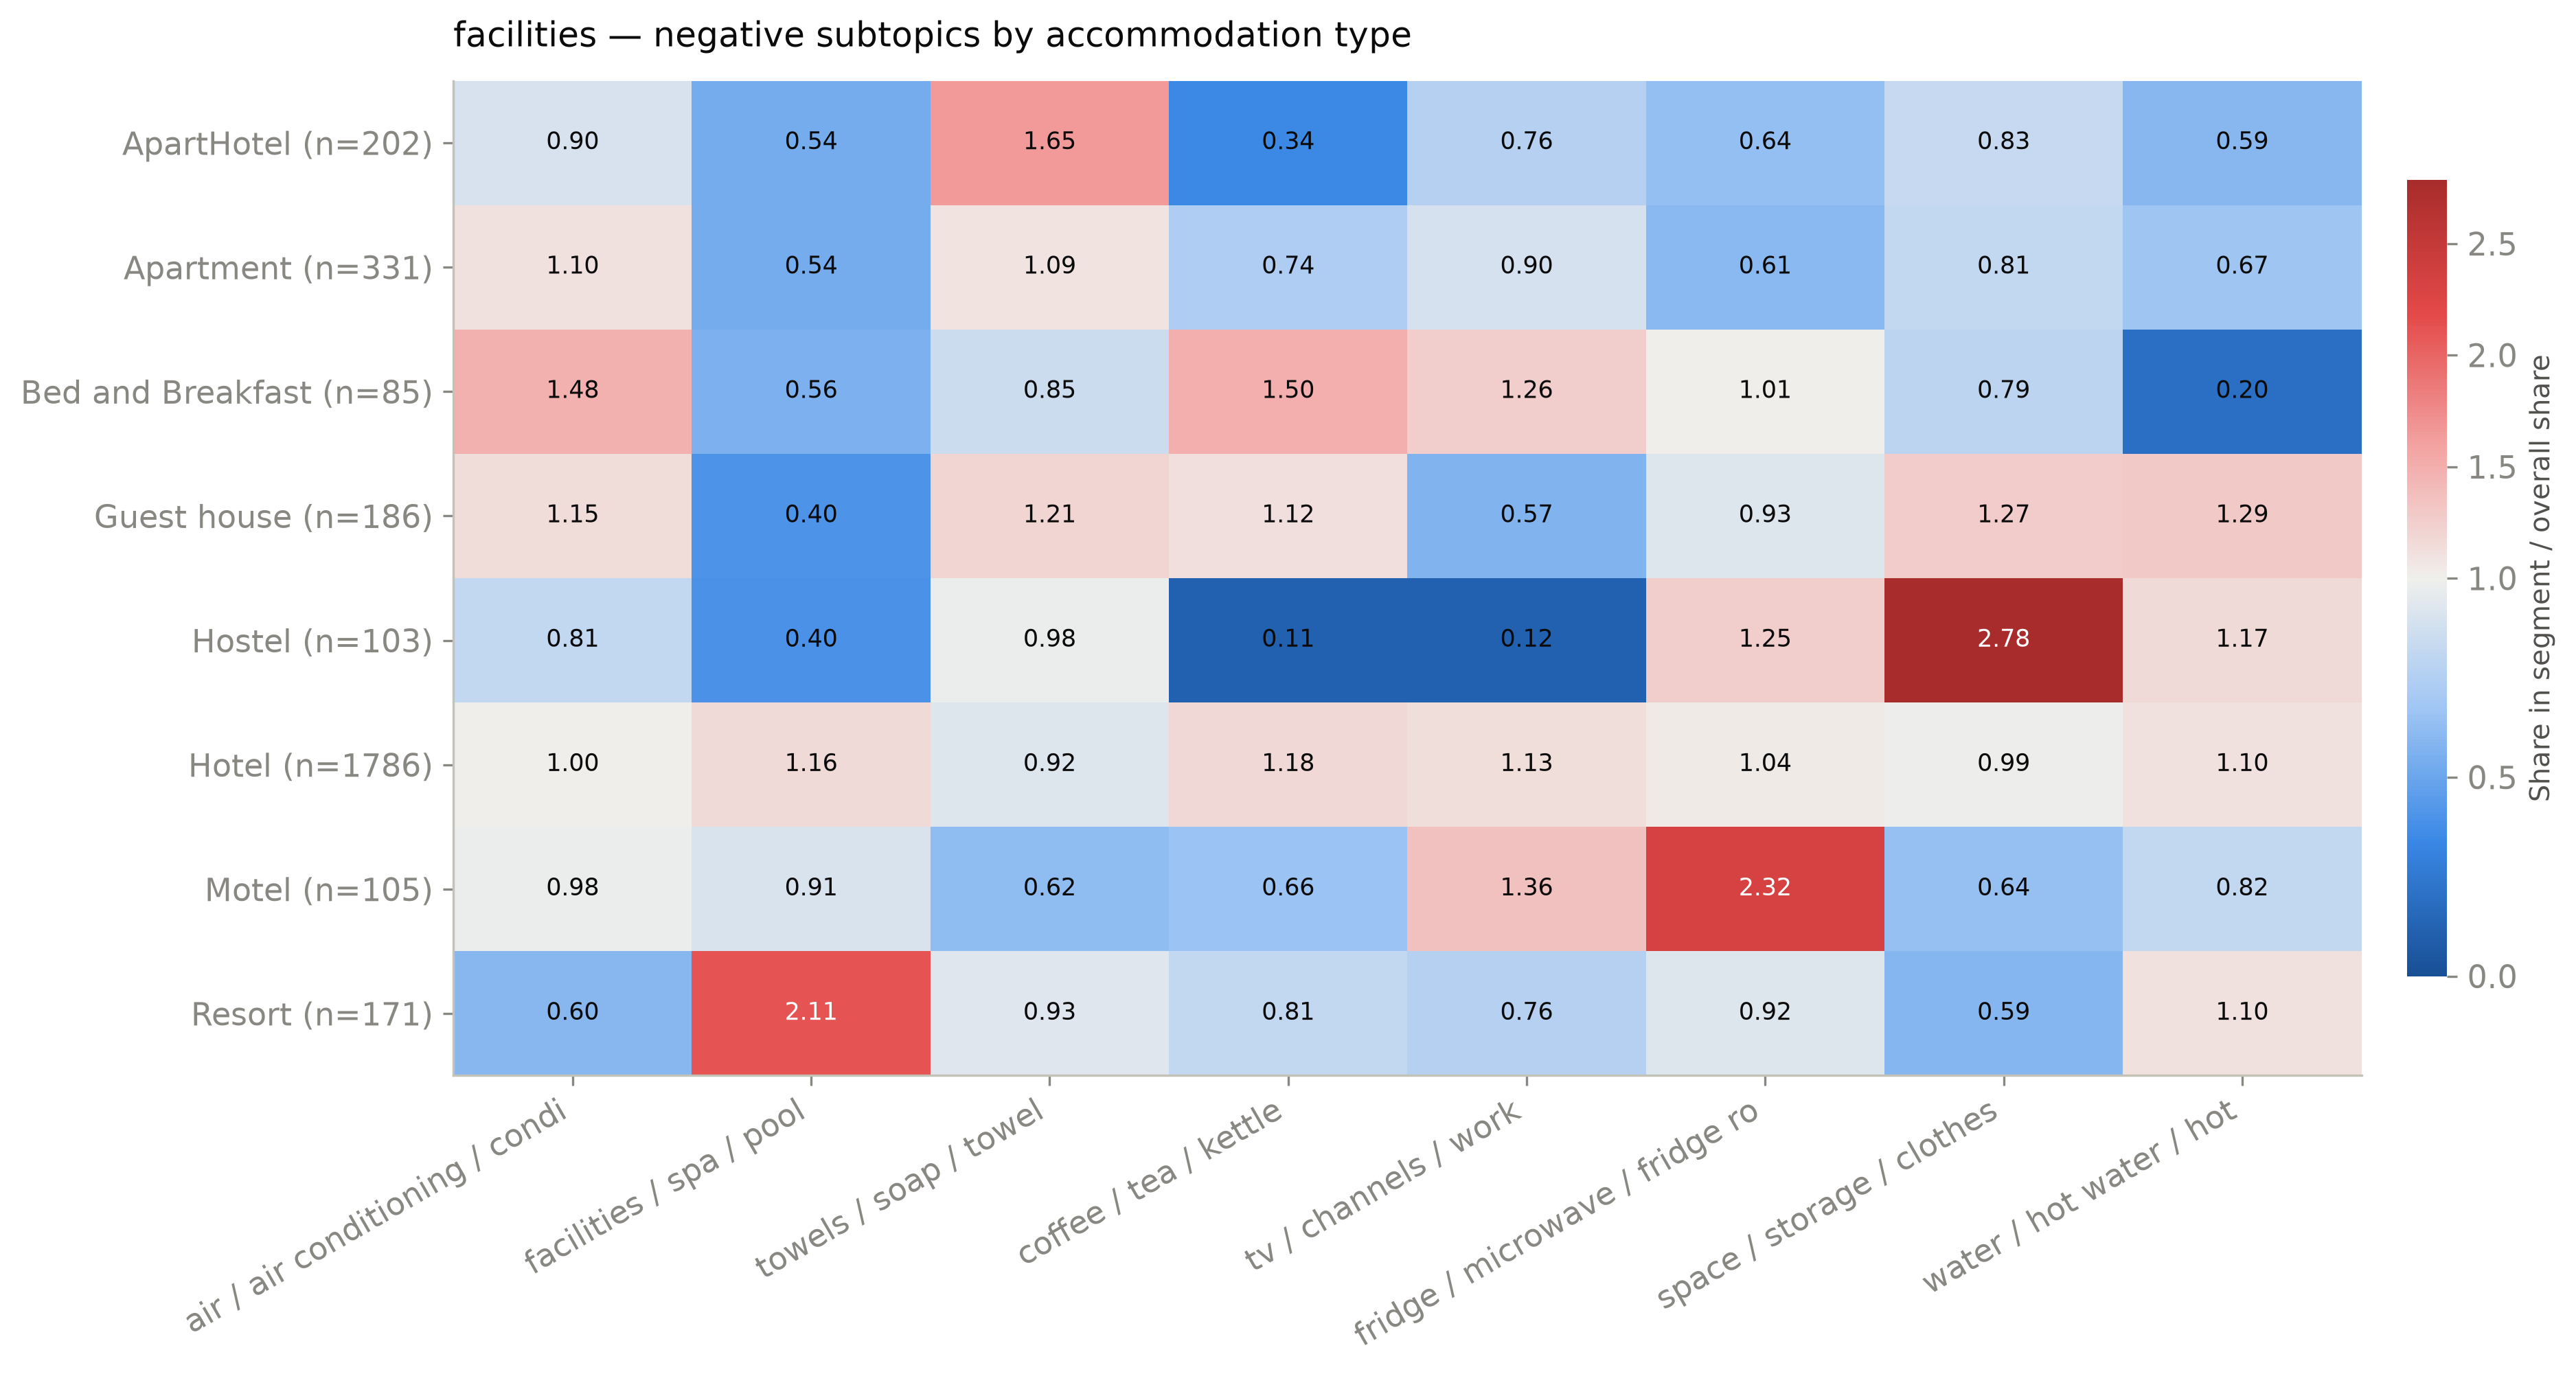 facilities — negative subtopics by accommodation type
ApartHotel (n=202) 0.90 0.54 1.65 0.34 0.76 0.64 0.83 0.59
Apartment (n=331) 1.10 0.54 1.09 0.74 0.90 0.61 0.81 0.67
Bed and Breakfast (n=85) 1.48 0.56 0.85 1.50 1.26 1.01 0.79 0.20
Guest house (n=186) 1.15 0.40 1.21 1.12 0.57 0.93 1.27 1.29
Hostel (n=103) 0.81 0.40 0.98 0.11 0.12 1.25 2.78 1.17
Hotel (n=1786) 1.00 1.16 0.92 1.18 1.13 1.04 0.99 1.10
Motel (n=105) 0.98 0.91 0.62 0.66 1.36 2.32 0.64 0.82
Resort (n=171) 0.60 2.11 0.93 0.81 0.76 0.92 0.59 1.10
air / air conditioning / condi
facilities / spa / pool
towels / soap / towel
coffee / tea / kettle
tv / channels / work
fridge / microwave / fridge ro
space / storage / clothes
water / hot water / hot
2.5
2.0
1.5
1.0
0.5
0.0
Share in segment / overall share